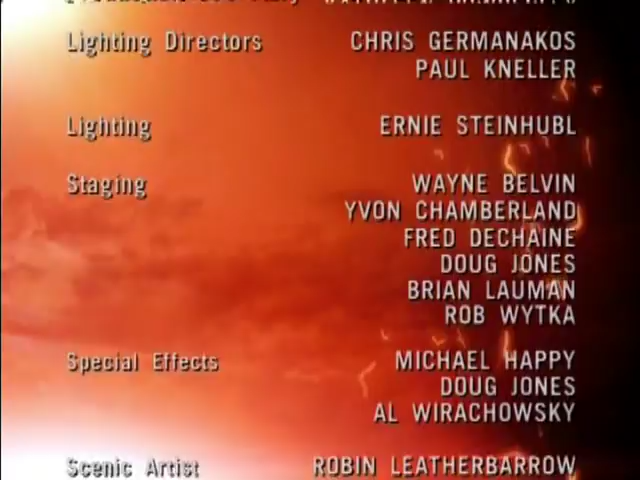 Lighting Directors CHRIS GERMANAKOS
PAUL KNELLER
Lighting ERNIE STEINHUBL
Staging WAYNE BELVIN
YVON CHAMBERLAND
FRED DECHAINE
DOUG JONES
BRIAN LAUMAN
ROB WYTKA
Special Effects MICHAEL HAPPY
DOUG JONES
AL WIRACHOWSKY
Scenic Artist ROBIN LEATHERBARROW